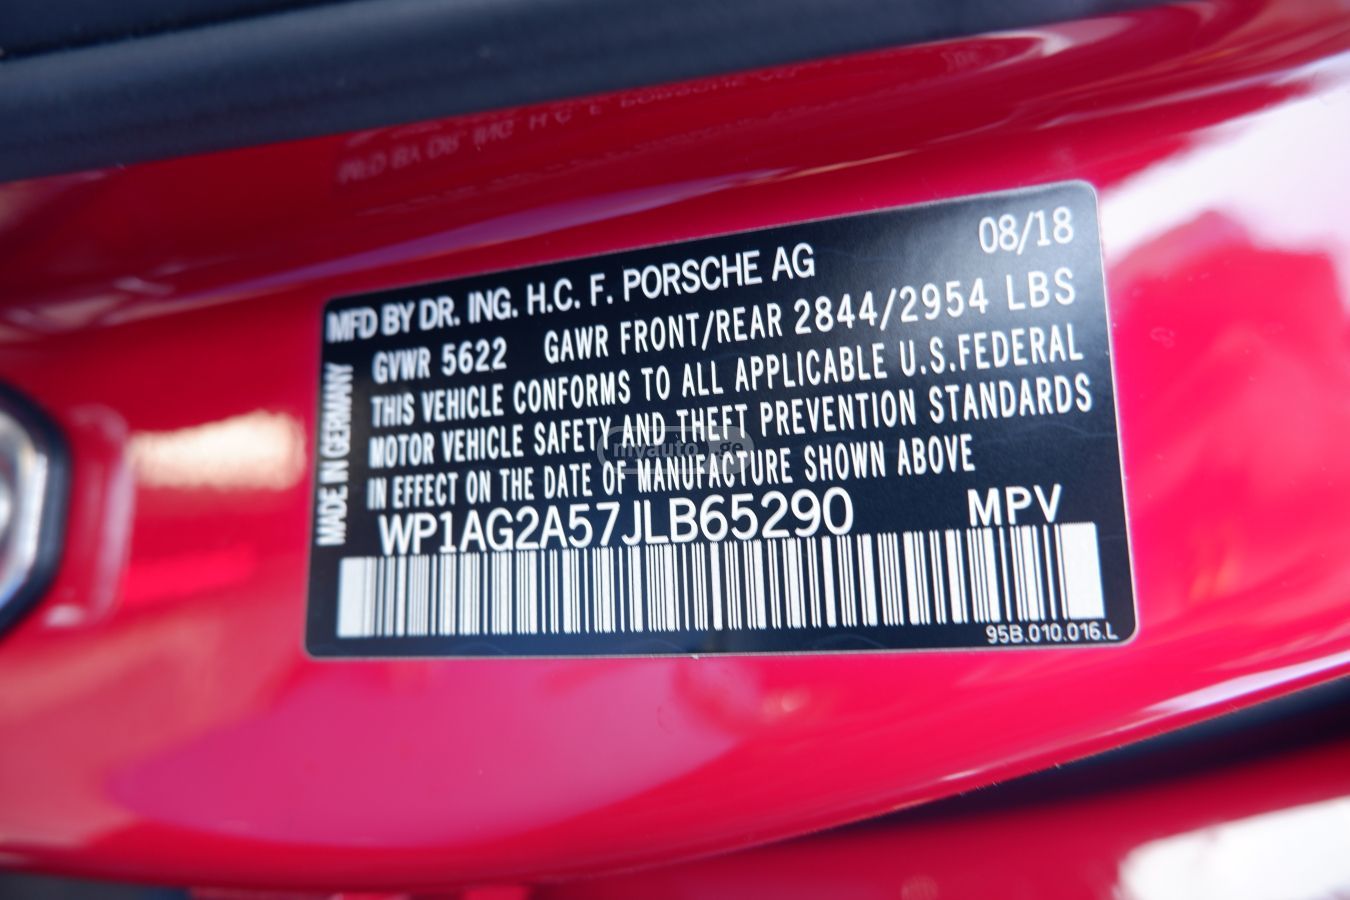 MFD BY DR. ING. H.C. F. PORSCHE AG 08/18
GVWR 5622 GAWR FRONT/REAR 2844/2954 LBS
THIS VEHICLE CONFORMS TO ALL APPLICABLE U.S.FEDERAL
MOTOR VEHICLE SAFETY AND THEFT PREVENTION STANDARDS
IN EFFECT ON THE DATE OF MANUFACTURE SHOWN ABOVE
WP1AG2A57JLB65290 MPV
95B.010.016.L
MADE IN GERMANY
myauto.ge